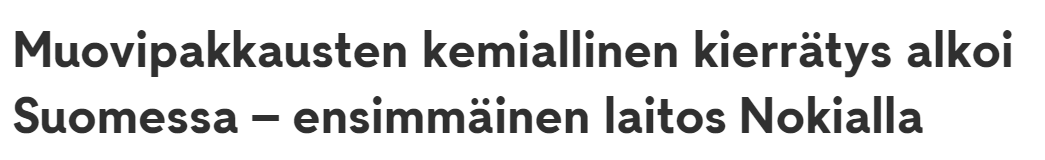 Muovipakkausten kemiallinen kierrätys alkoi
Suomessa – ensimmäinen laitos Nokialla